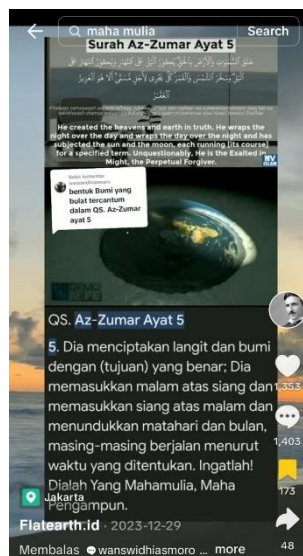 maha mulia
Search
Surah Az-Zumar Ayat 5
He created the heavens and earth in truth. He wraps the
night over the day and wraps the day over the night and has
subjected the sun and the moon, each running [its course]
for a specified term. Unquestionably, He is the Exalted in
Might, the Perpetual Forgiver.
bentuk Bumi yang
bulat tercantum
dalam QS. Az-Zumar
ayat 5
QS. Az-Zumar Ayat 5
5. Dia menciptakan langit dan bumi
dengan (tujuan) yang benar; Dia
memasukkan malam atas siang dan
memasukkan siang atas malam dan
menundukkan matahari dan bulan,
masing-masing berjalan menurut
waktu yang ditentukan. Ingatlah!
Dialah Yang Mahamulia, Maha
Pengampun.
1,353
1,403
173
48
Jakarta
Flatearth.id · 2023-12-29
Membalas wanswidhiasmoro ... more